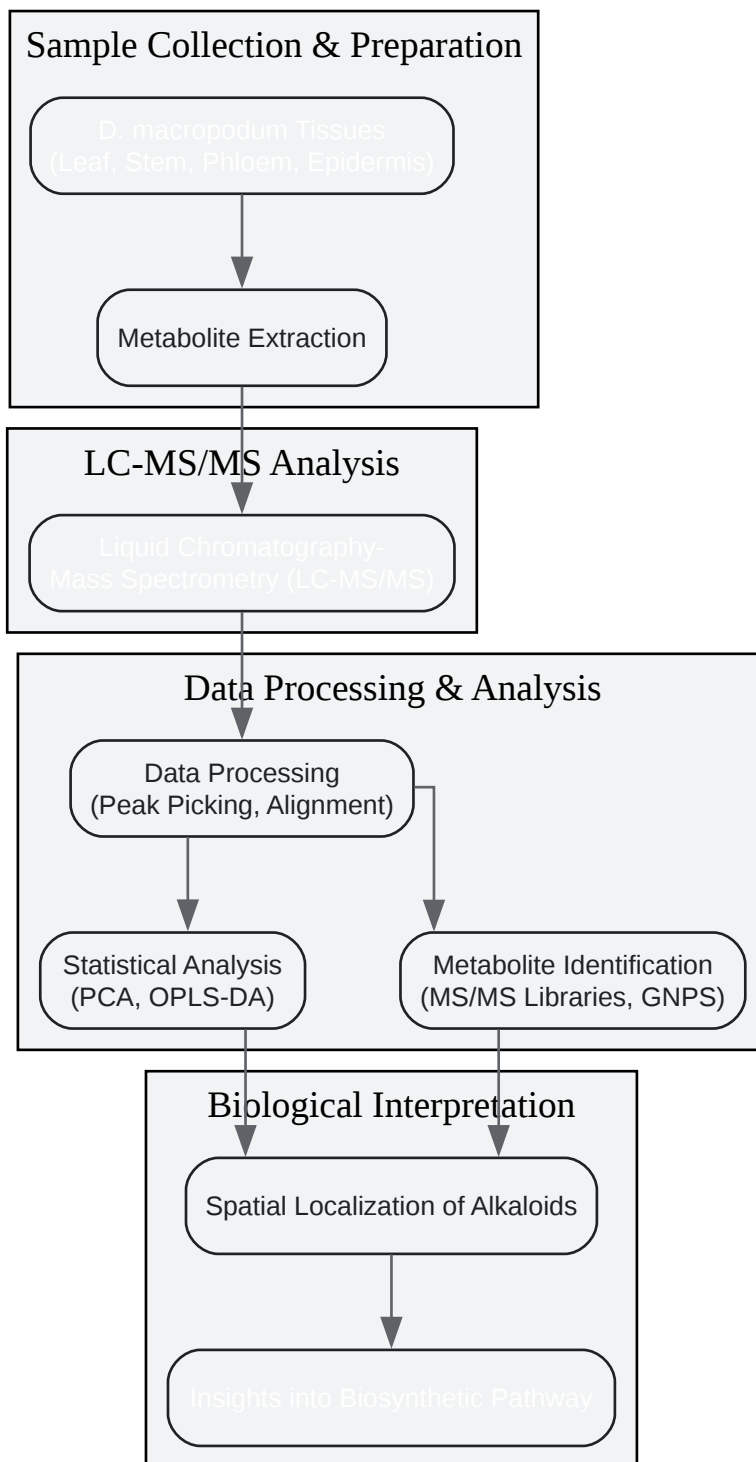 Sample Collection & Preparation
D. macropodum Tissues
(Leaf, Stem, Phloem, Epidermis)
Metabolite Extraction
LC-MS/MS Analysis
Liquid Chromatography-
Mass Spectrometry (LC-MS/MS)
Data Processing & Analysis
Data Processing
(Peak Picking, Alignment)
Statistical Analysis
(PCA, OPLS-DA)
Metabolite Identification
(MS/MS Libraries, GNPS)
Biological Interpretation
Spatial Localization of Alkaloids
Insights into Biosynthetic Pathway